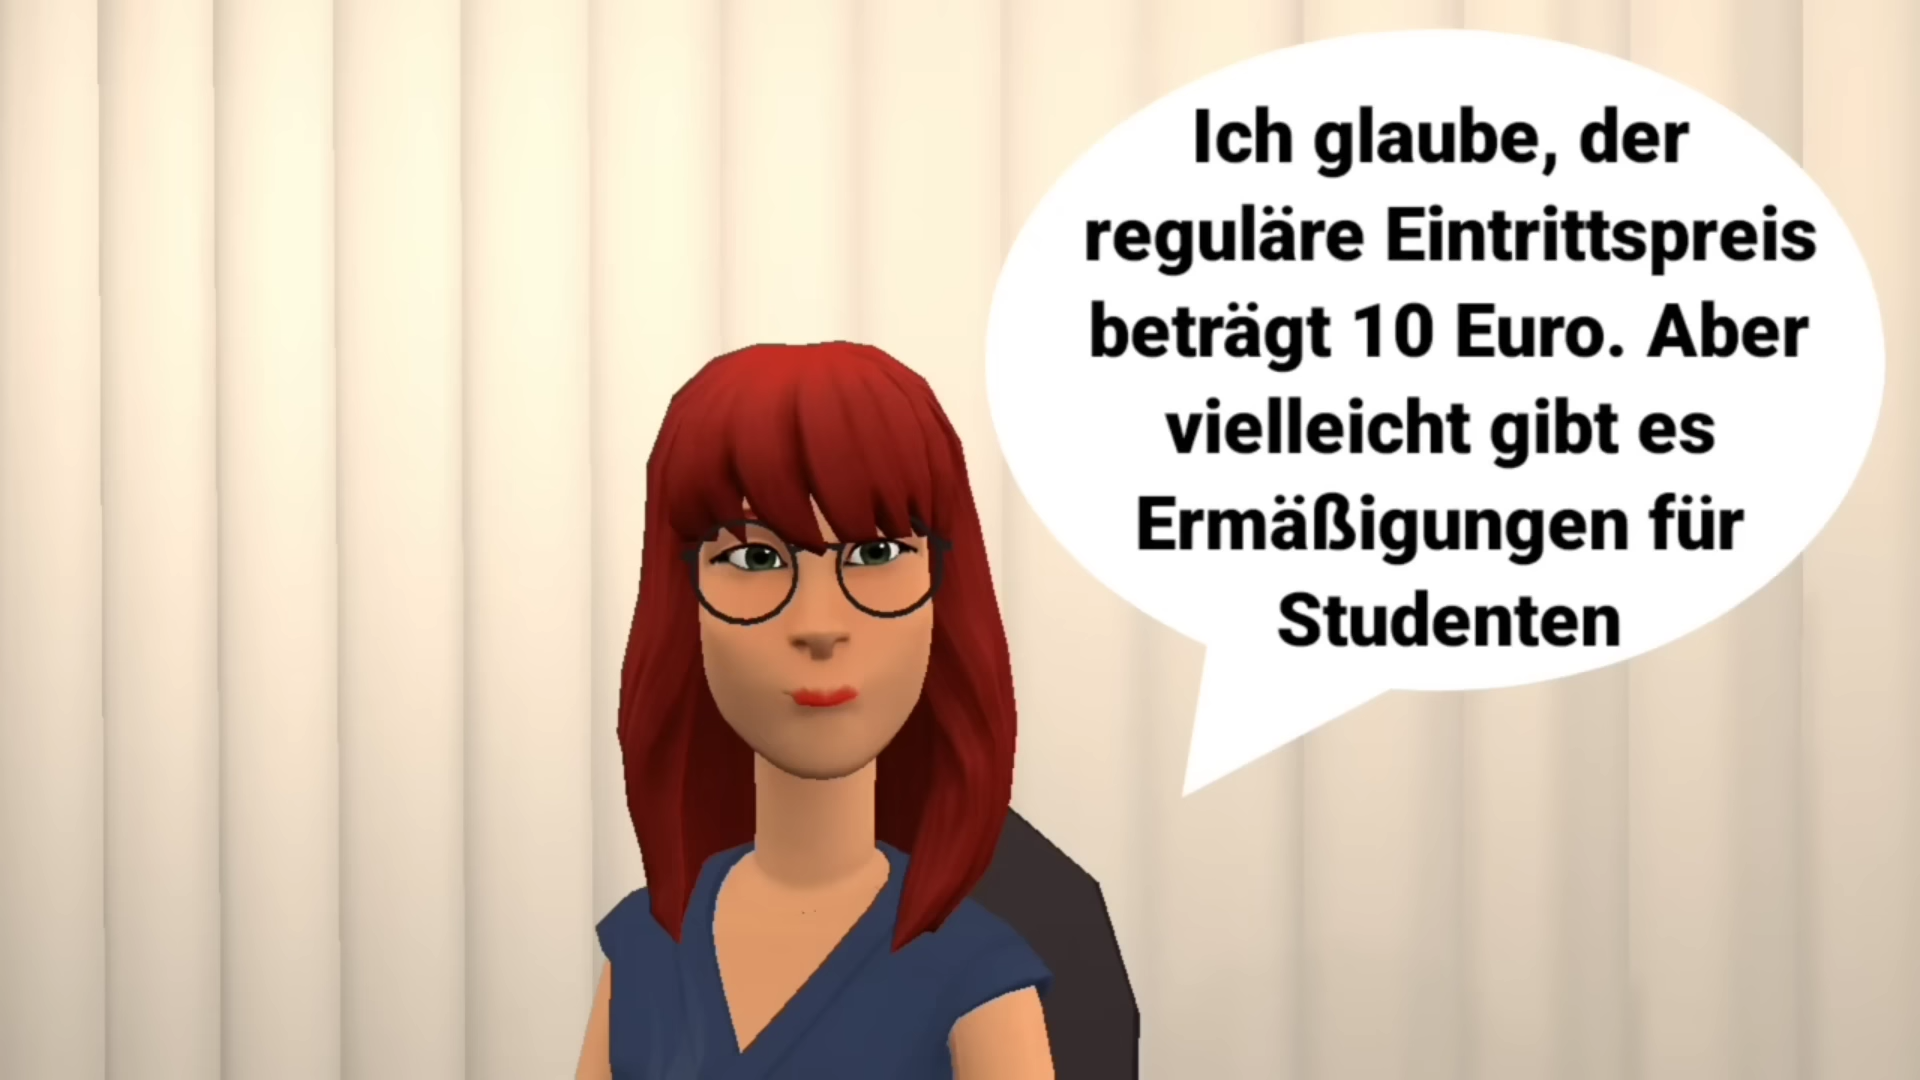 Ich glaube, der
reguläre Eintrittspreis
beträgt 10 Euro. Aber
vielleicht gibt es
Ermäßigungen für
Studenten